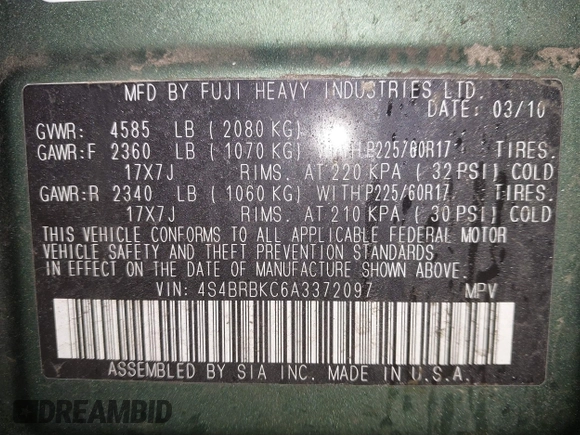 MFD BY FUJI HEAVY INDUSTRIES LTD.
DATE: 03/10
GVWR: 4585 LB ( 2080 KG)
GAWR:F 2360 LB ( 1070 KG) WITH P225/60R17 TIRES.
17X7J RIMS. AT 220 KPA ( 32 PSI) COLD
GAWR:R 2340 LB ( 1060 KG) WITH P225/60R17 TIRES.
17X7J RIMS. AT 210 KPA ( 30 PSI) COLD
THIS VEHICLE CONFORMS TO ALL APPLICABLE FEDERAL MOTOR
VEHICLE SAFETY AND THEFT PREVENTION STANDARDS
IN EFFECT ON THE DATE OF MANUFACTURE SHOWN ABOVE.
VIN: 4S4BRBKC6A3372097 MPV
ASSEMBLED BY SIA INC. MADE IN U.S.A.
DREAMBID